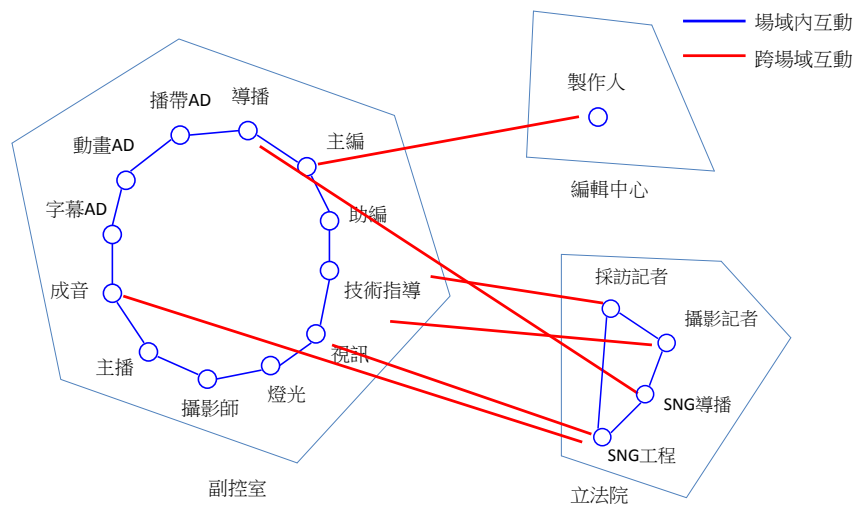 場域內互動
跨場域互動
製作人
編輯中心
導播
播帶AD
主編
動畫AD
助編
字幕AD
技術指導
成音
視訊
主播
燈光
攝影師
副控室
採訪記者
攝影記者
SNG導播
SNG工程
立法院